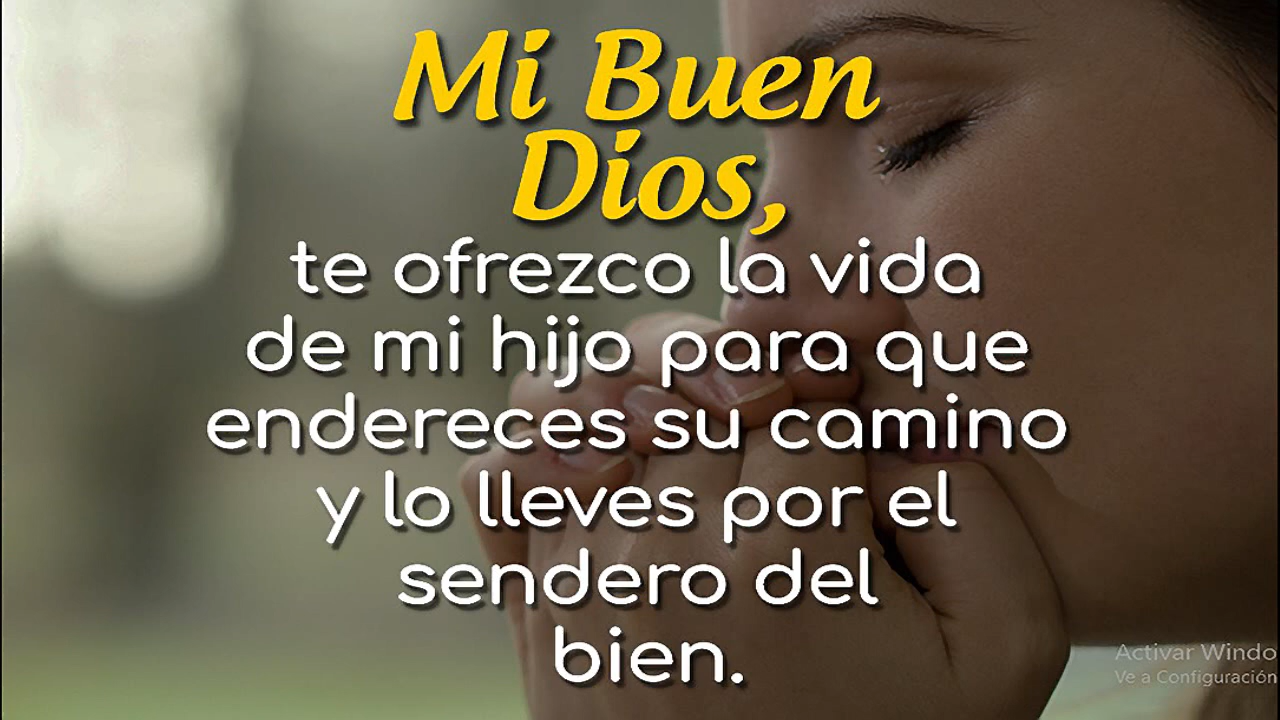 Mi Buen
Dios,
te ofrezco la vida
de mi hijo para que
endereces su camino
y lo lleves por el
sendero del
bien.
Activar Windo
Ve a Configuración